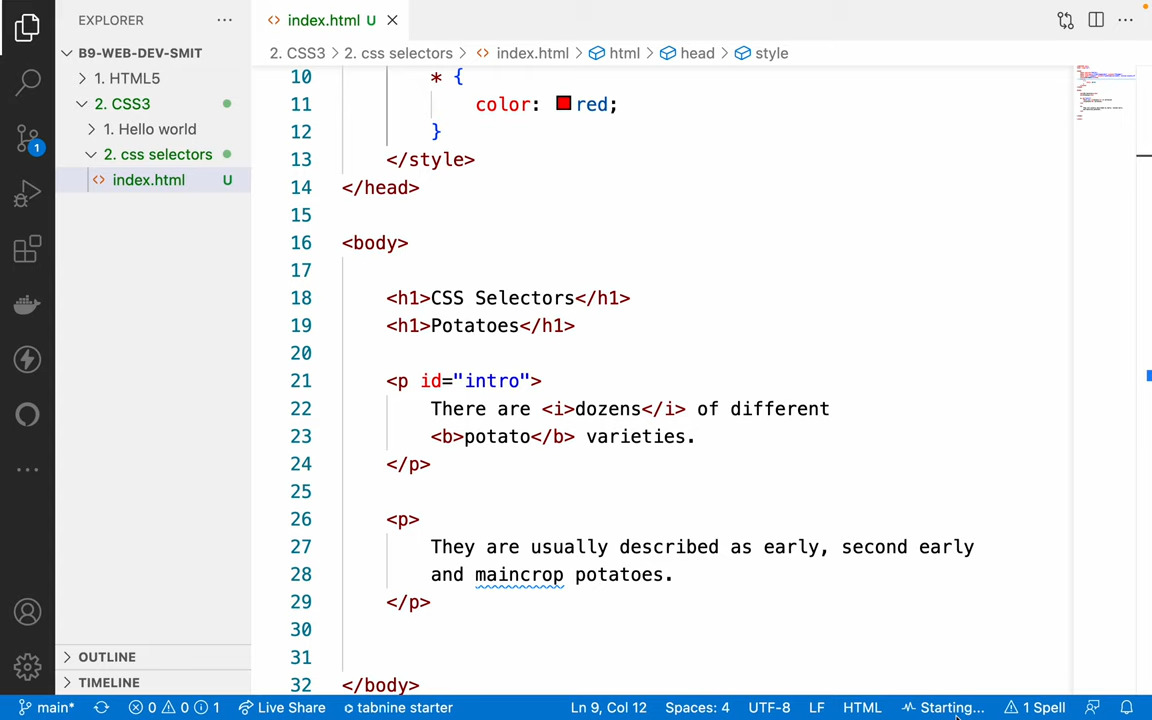 EXPLORER
B9-WEB-DEV-SMIT
1. HTML5
2. CSS3
1. Hello world
2. css selectors
index.html U
OUTLINE
TIMELINE
index.html U
2. CSS3 > 2. css selectors > index.html > html > head > style
10 * {
11 color: red;
12 }
13 </style>
14 </head>
15
16 <body>
17
18 <h1>CSS Selectors</h1>
19 <h1>Potatoes</h1>
20
21 <p id="intro">
22 There are <i>dozens</i> of different
23 <b>potato</b> varieties.
24 </p>
25
26 <p>
27 They are usually described as early, second early
28 and maincrop potatoes.
29 </p>
30
31
32 </body>
1
main* 0 0 1 Live Share tabnine starter Ln 9, Col 12 Spaces: 4 UTF-8 LF HTML Starting... 1 Spell